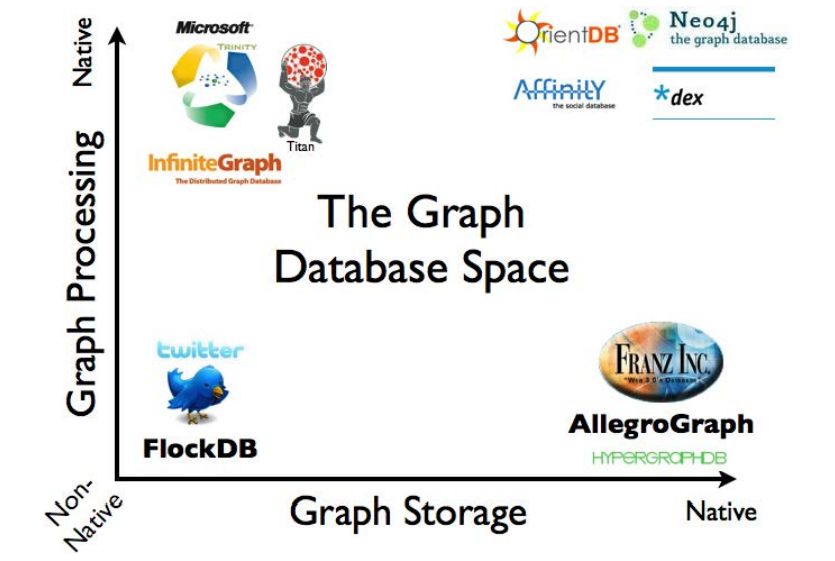 Microsoft
TRINITY
Titan
InfiniteGraph
The Distributed Graph Database
OrientDB
Neo4j
the graph database
AffinitY
the social database
*dex
Native
Graph Processing
The Graph
Database Space
twitter
FlockDB
FRANZ INC.
"Web 3.0's Database"
AllegroGraph
HYPERGRAPHDB
Non-
Native
Graph Storage
Native